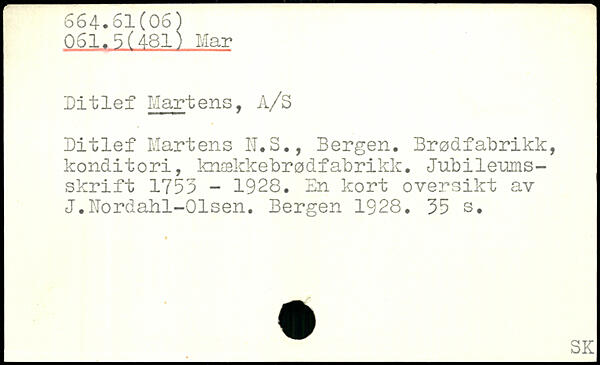 664.61(06)
061.5(481) Mar
Ditlef Martens, A/S
Ditlef Martens N.S., Bergen. Brødfabrikk,
konditori, knækkebrødfabrikk. Jubileums-
skrift 1753 - 1928. En kort oversikt av
J.Nordahl-Olsen. Bergen 1928. 35 s.
SK